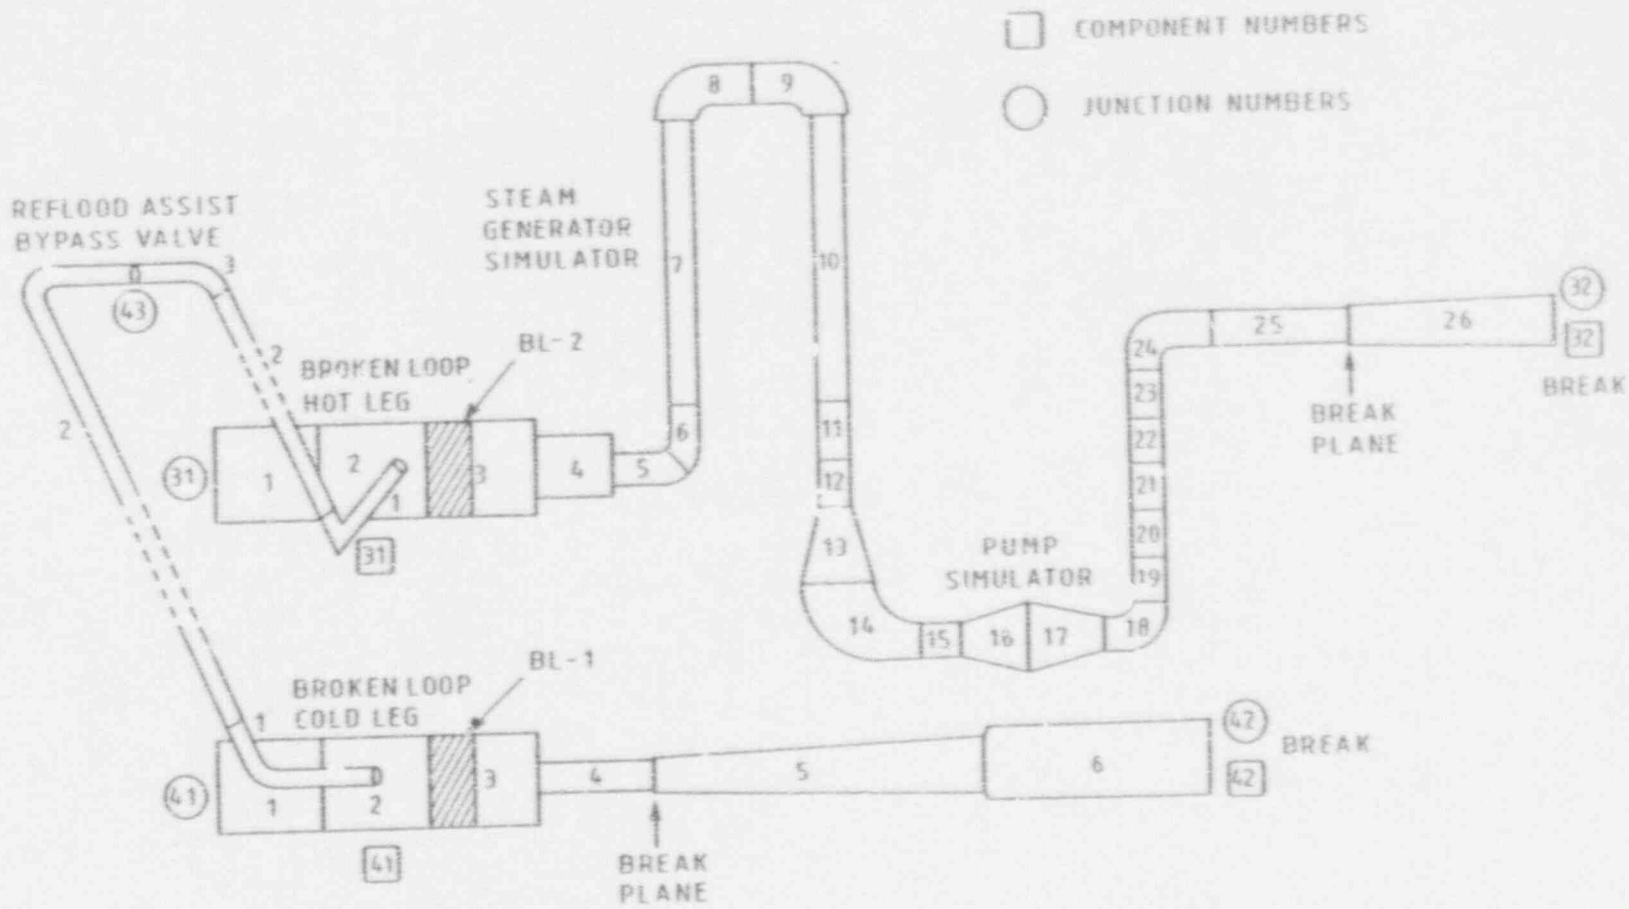 COMPONENT NUMBERS
JUNCTION NUMBERS
8 9
REFLOOD ASSIST
BYPASS VALVE
STEAM
GENERATOR
SIMULATOR
3
7
10
43
2
BL-2
BROKEN LOOP
HOT LEG
2
31
1
2
1
3
4
5
6
31
11
12
13
14
15
16
17
18
PUMP
SIMULATOR
19
20
21
22
23
24
25
26
32
32
BREAK
BREAK
PLANE
BL-1
BROKEN LOOP
COLD LEG
1
41
1
2
3
4
5
6
41
42
42
BREAK
BREAK
PLANE